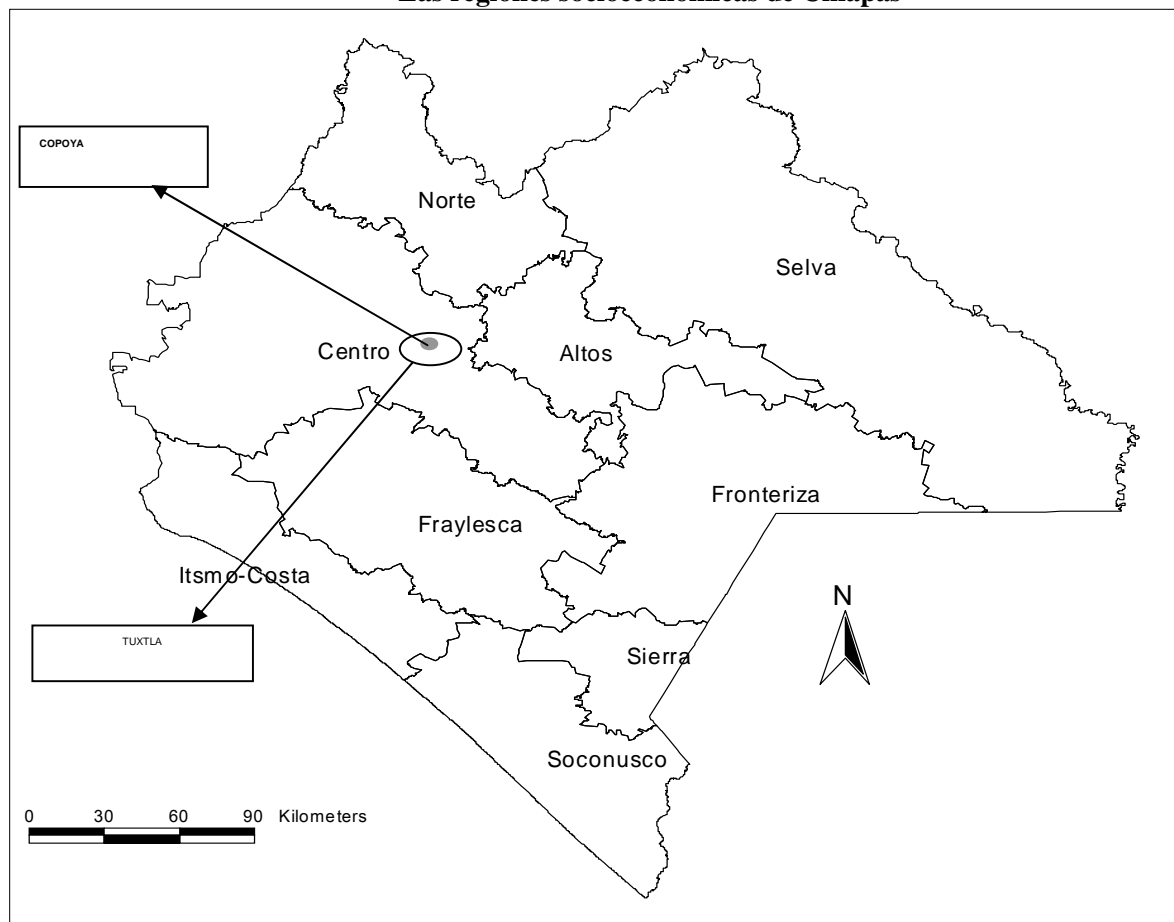 Las regiones socioeconómicas de Chiapas
COPOYA
Norte
Selva
Centro
Altos
Fronteriza
Fraylesca
Itsmo-Costa
N
TUXTLA
Sierra
Soconusco
0 30 60 90 Kilometers